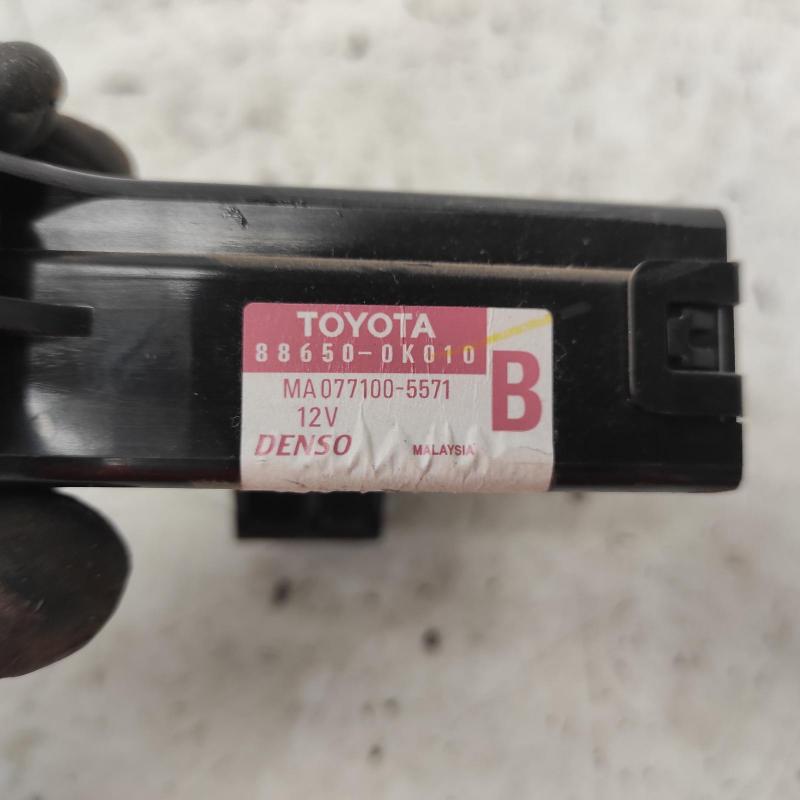 TOYOTA
88650-0K010
B
MA077100-5571
12V
DENSO MALAYSIA